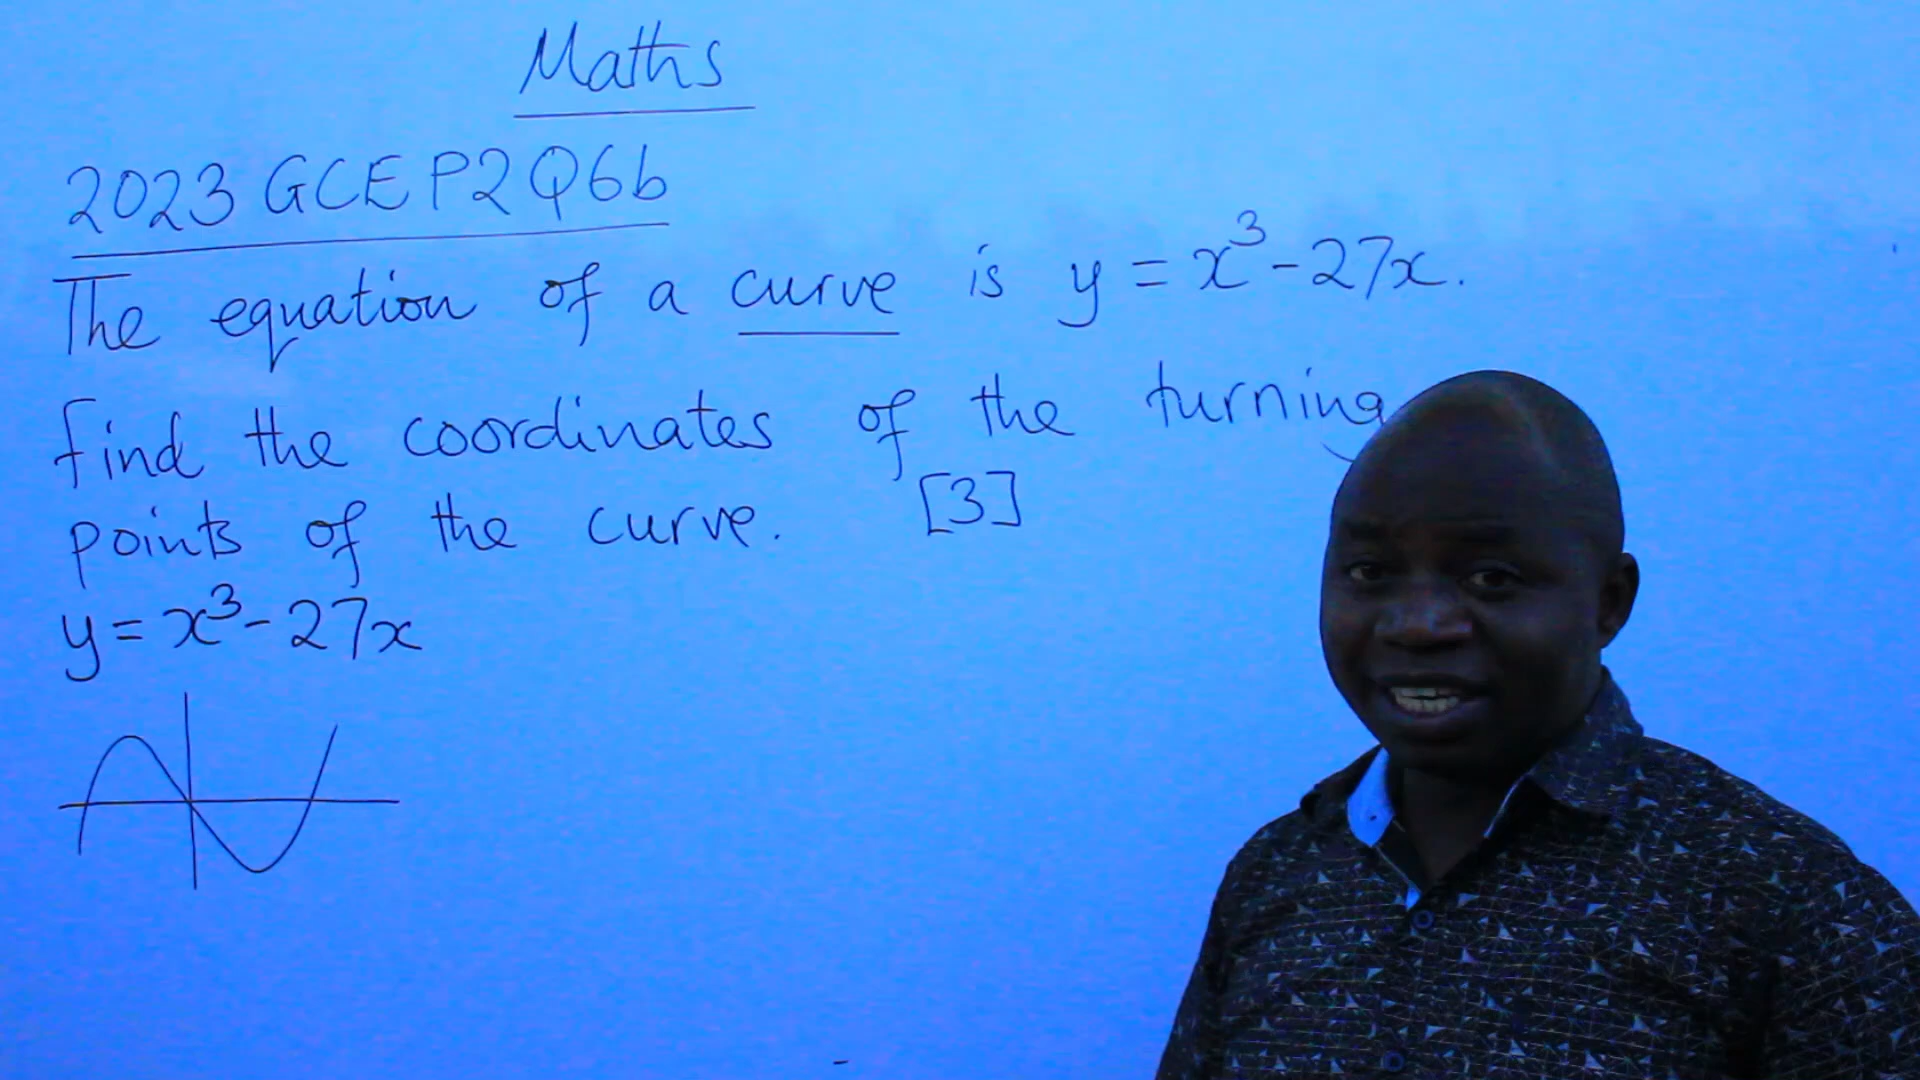 Maths
2023 GCE P2 Q6b
The equation of a curve is y = x³ - 27x.
find the coordinates of the turning
points of the curve. [3]
y = x³ - 27x